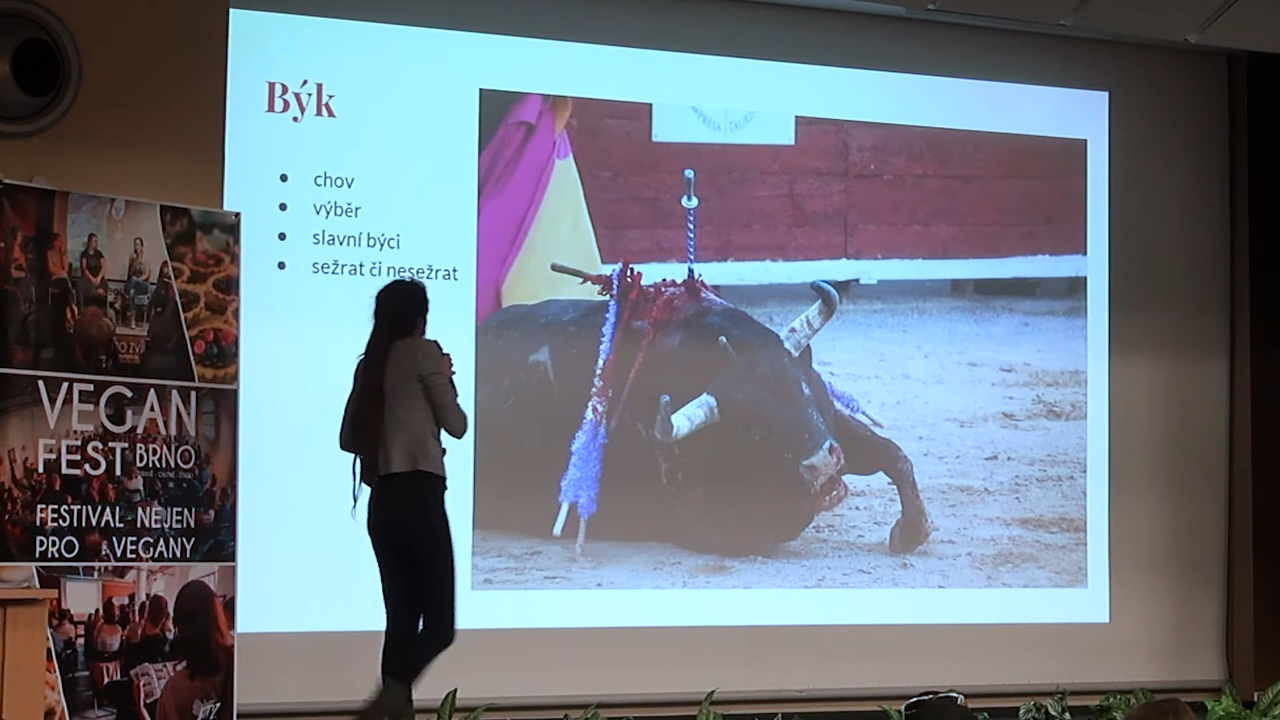 Býk
chov
výběr
slavní býci
sežrat či nesežrat
VEGAN
FEST BRNO
FESTIVAL NEJEN
PRO VEGANY